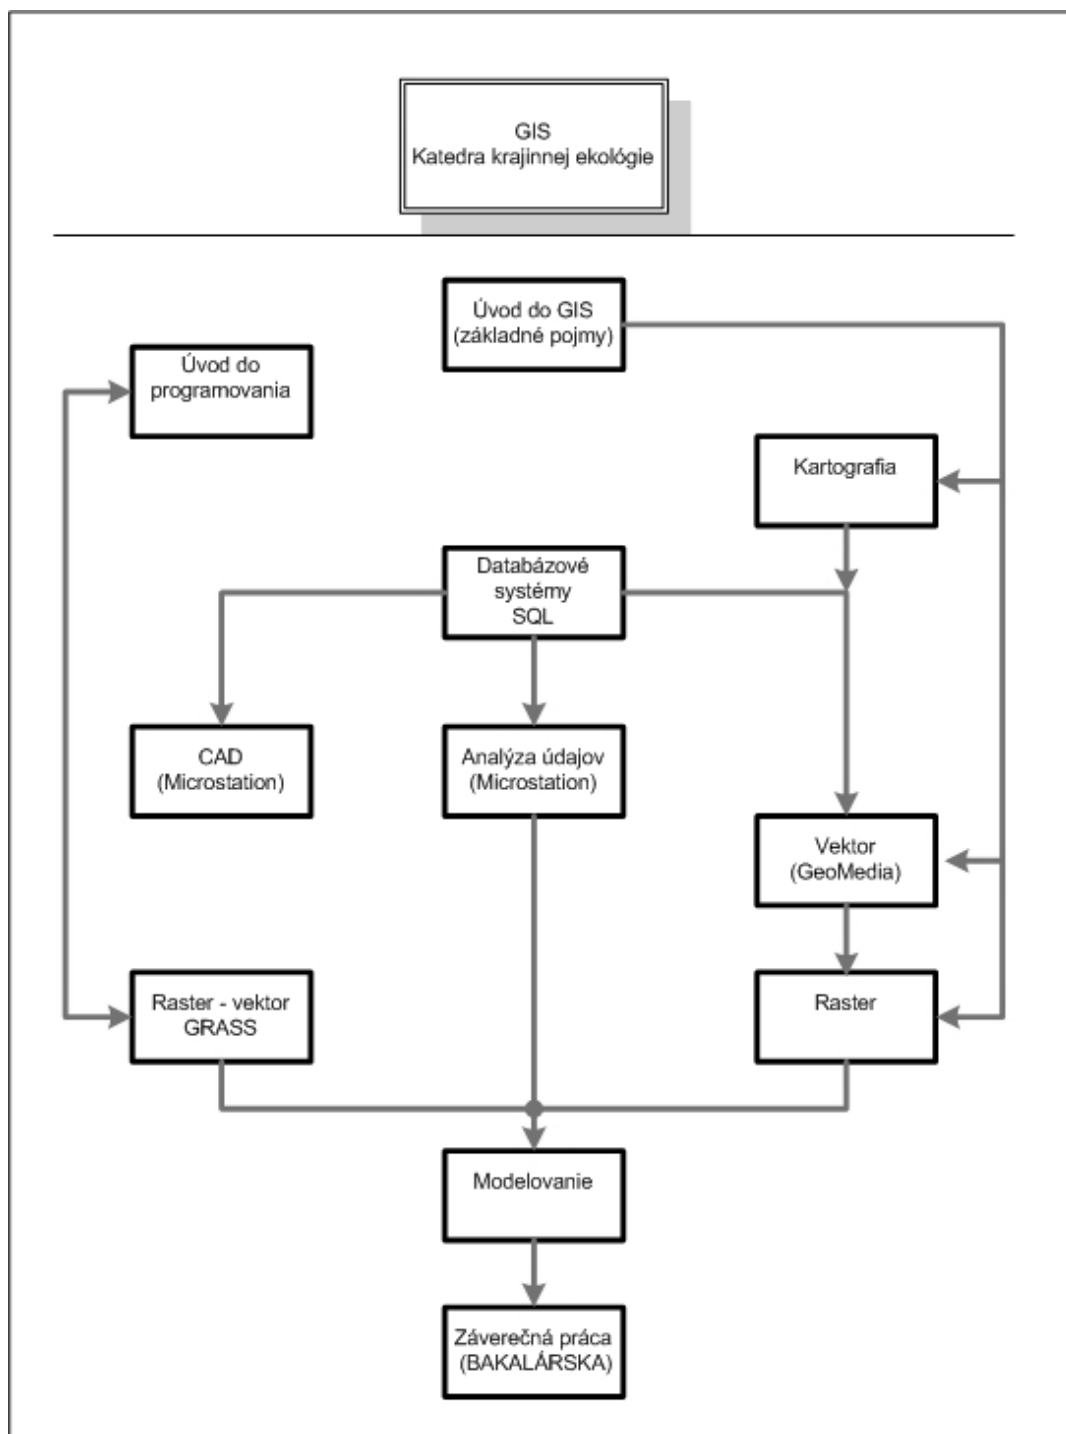 GIS
Katedra krajinnej ekológie
Úvod do GIS
(základné pojmy)
Úvod do
programovania
Kartografia
Databázové
systémy
SQL
CAD
(Microstation)
Analýza údajov
(Microstation)
Vektor
(GeoMedia)
Raster - vektor
GRASS
Raster
Modelovanie
Záverečná práca
(BAKALÁRSKA)